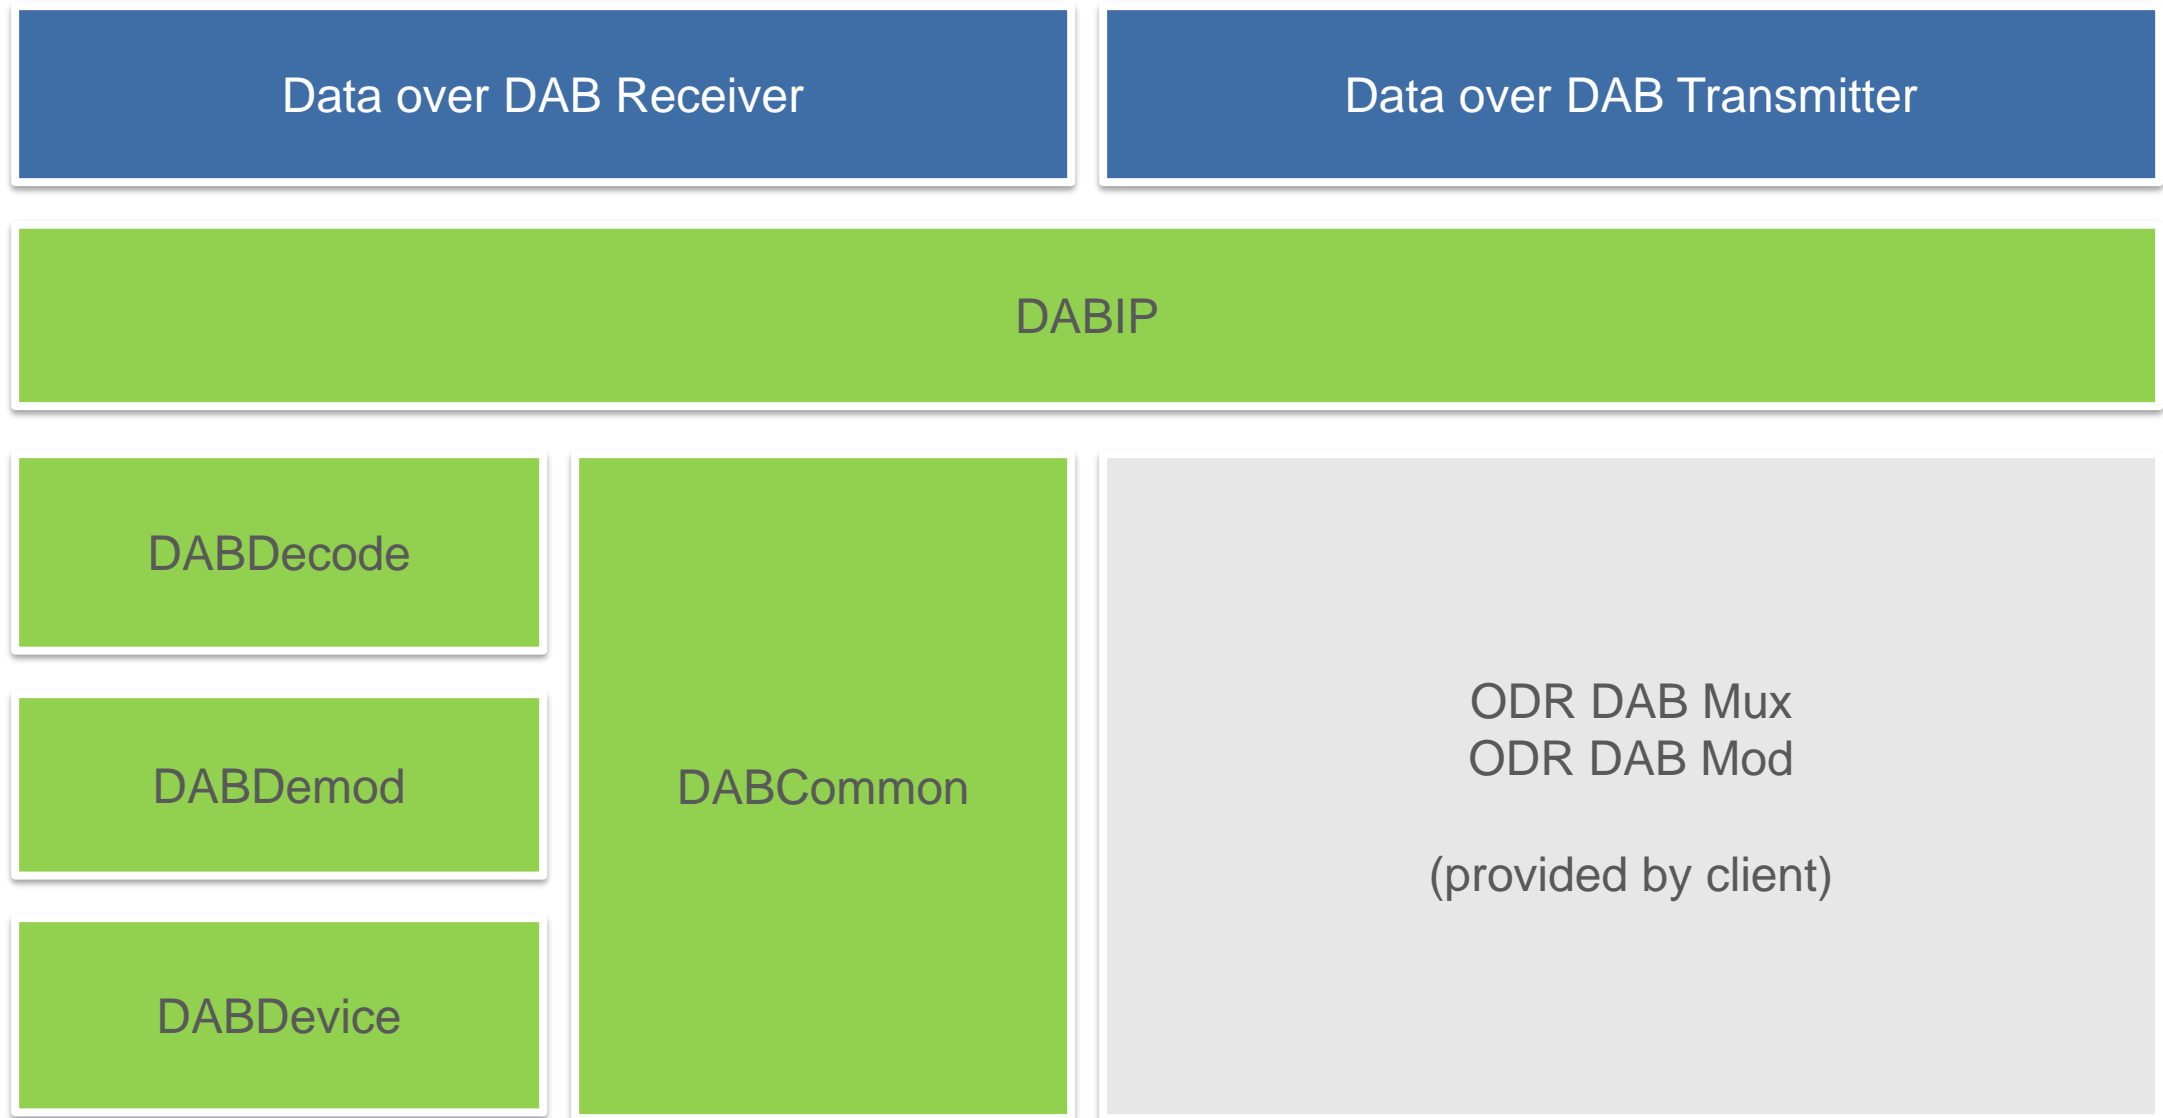 Data over DAB Receiver
Data over DAB Transmitter
DABIP
DABDecode
DABDemod
DABDevice
DABCommon
ODR DAB Mux
ODR DAB Mod
(provided by client)